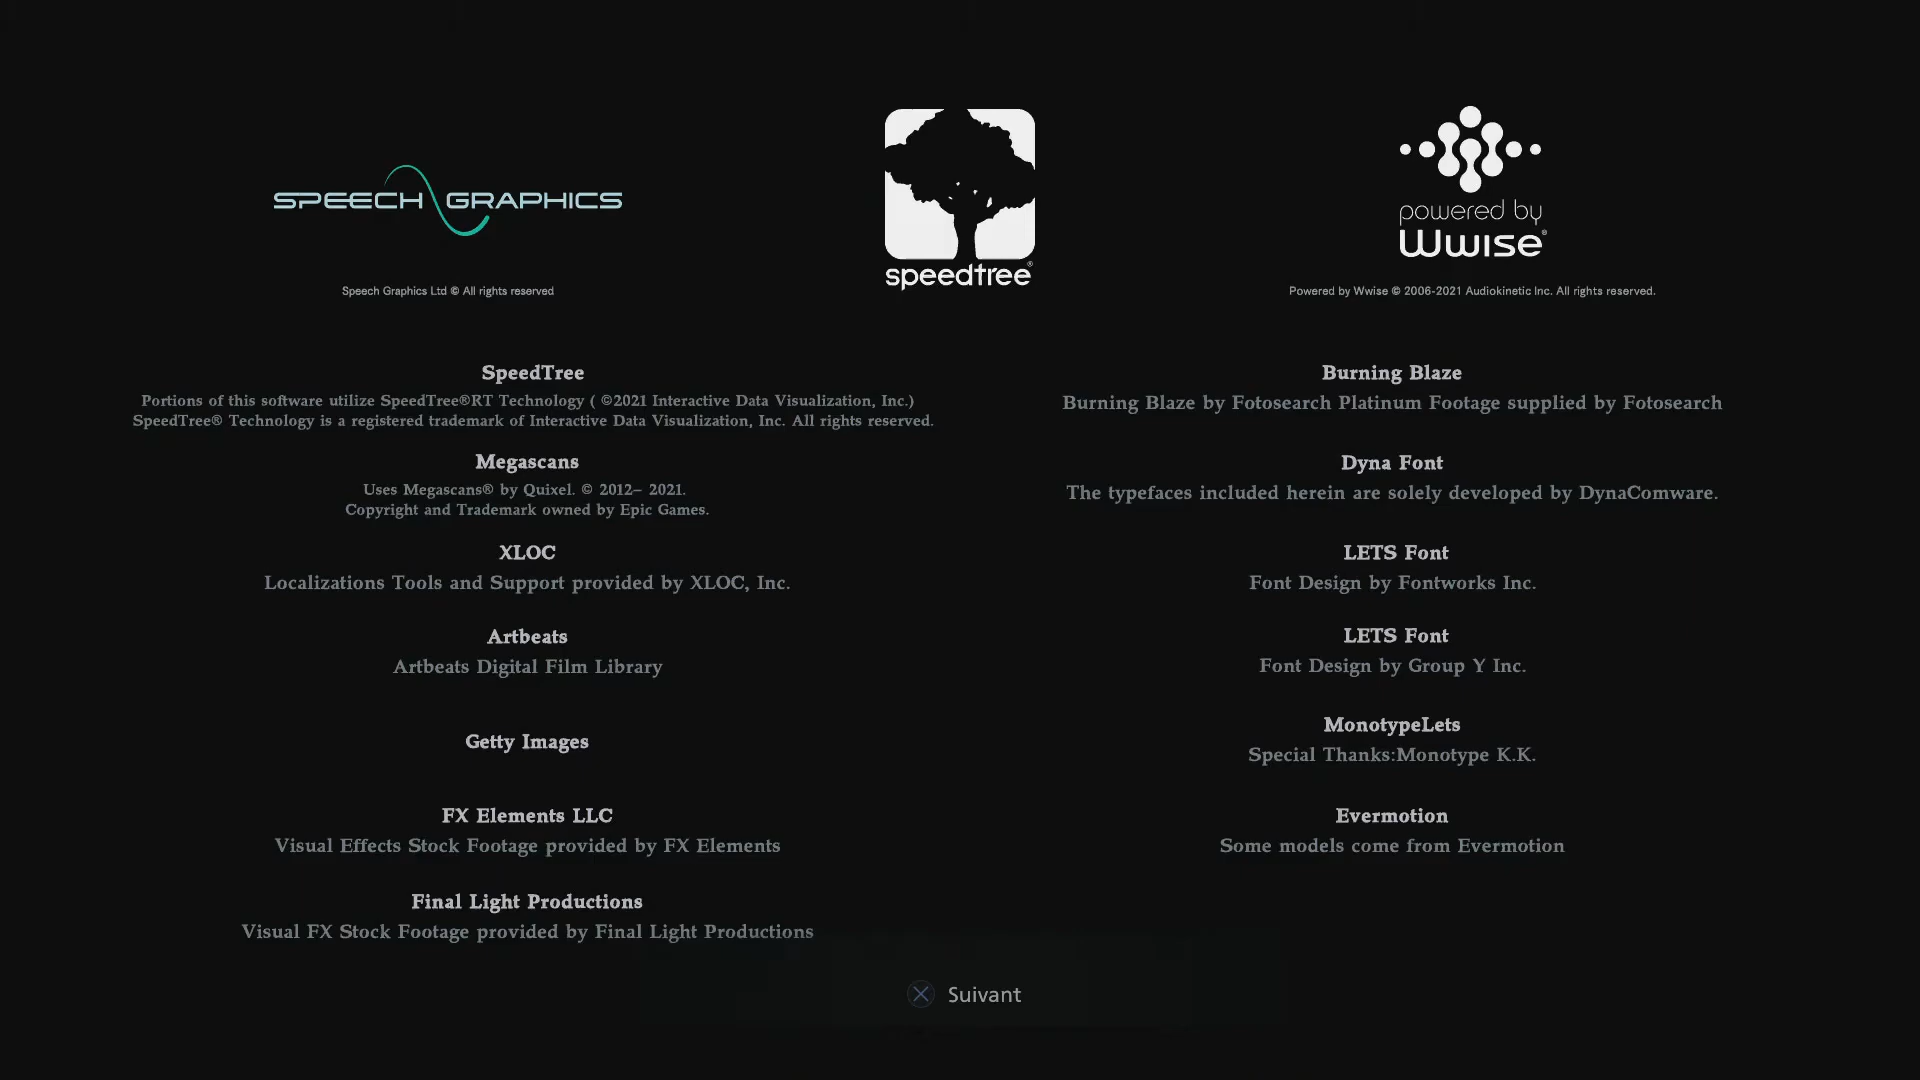 SPEECH GRAPHICS
Speech Graphics Ltd © All rights reserved
speedtree®
powered by
Wwise®
Powered by Wwise © 2006-2021 Audiokinetic Inc. All rights reserved.
SpeedTree
Portions of this software utilize SpeedTree®RT Technology ( ©2021 Interactive Data Visualization, Inc.)
SpeedTree® Technology is a registered trademark of Interactive Data Visualization, Inc. All rights reserved.
Megascans
Uses Megascans® by Quixel. © 2012– 2021.
Copyright and Trademark owned by Epic Games.
XLOC
Localizations Tools and Support provided by XLOC, Inc.
Artbeats
Artbeats Digital Film Library
Getty Images
FX Elements LLC
Visual Effects Stock Footage provided by FX Elements
Final Light Productions
Visual FX Stock Footage provided by Final Light Productions
Burning Blaze
Burning Blaze by Fotosearch Platinum Footage supplied by Fotosearch
Dyna Font
The typefaces included herein are solely developed by DynaComware.
LETS Font
Font Design by Fontworks Inc.
LETS Font
Font Design by Group Y Inc.
MonotypeLets
Special Thanks:Monotype K.K.
Evermotion
Some models come from Evermotion
Suivant